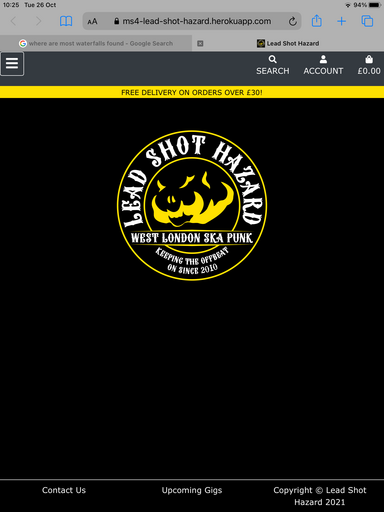 10:25 Tue 26 Oct 94%
AA ms4-lead-shot-hazard.herokuapp.com
where are most waterfalls found - Google Search
Lead Shot Hazard
SEARCH ACCOUNT £0.00
FREE DELIVERY ON ORDERS OVER £30!
LEAD SHOT HAZARD
WEST LONDON SKA PUNK
KEEPING THE OFFBEAT
ON SINCE 2010
Contact Us Upcoming Gigs Copyright © Lead Shot
Hazard 2021